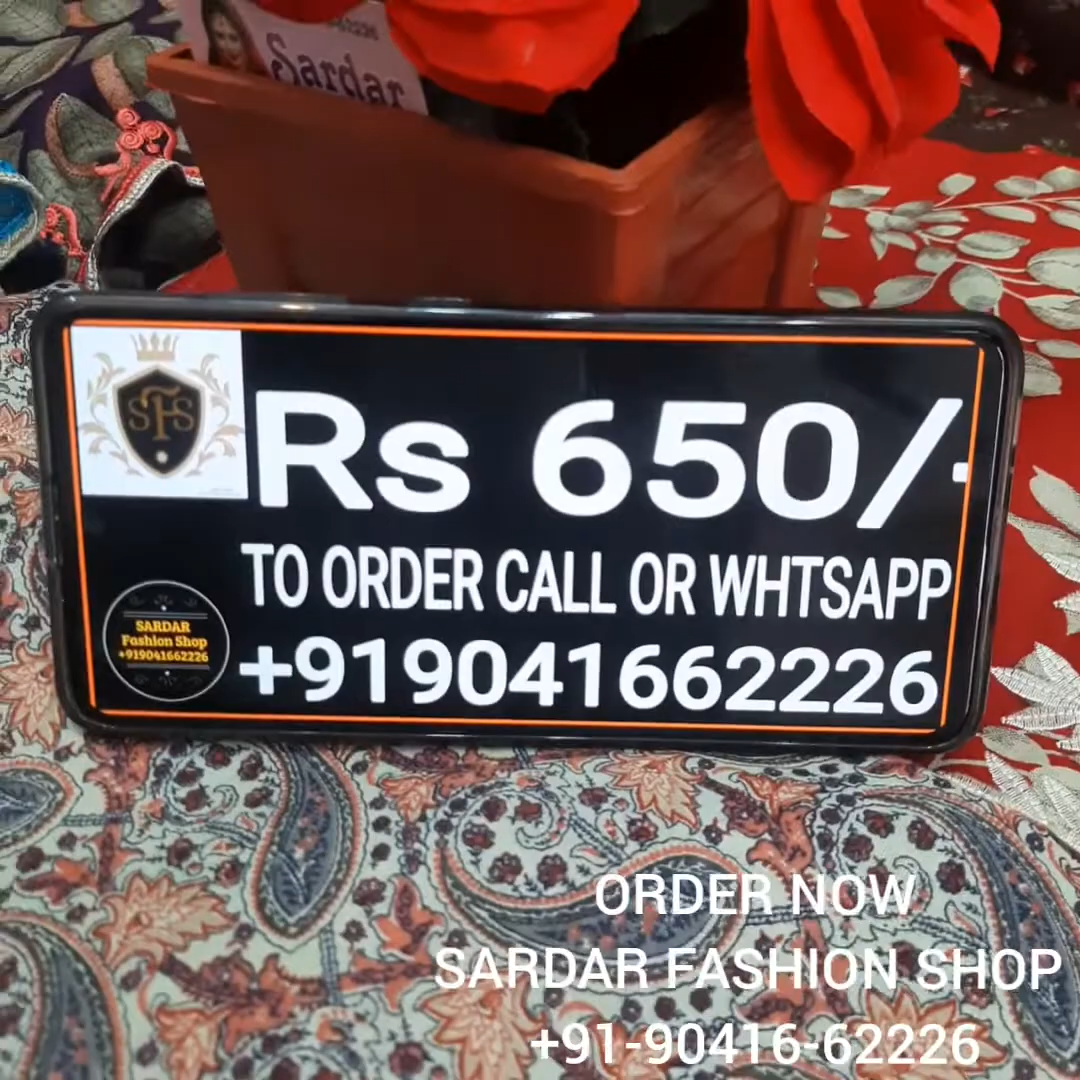 Sardar
SFS
Rs 650/-
TO ORDER CALL OR WHTSAPP
SARDAR
Fashion Shop
+919041662226
+919041662226
ORDER NOW
SARDAR FASHION SHOP
+91-90416-62226